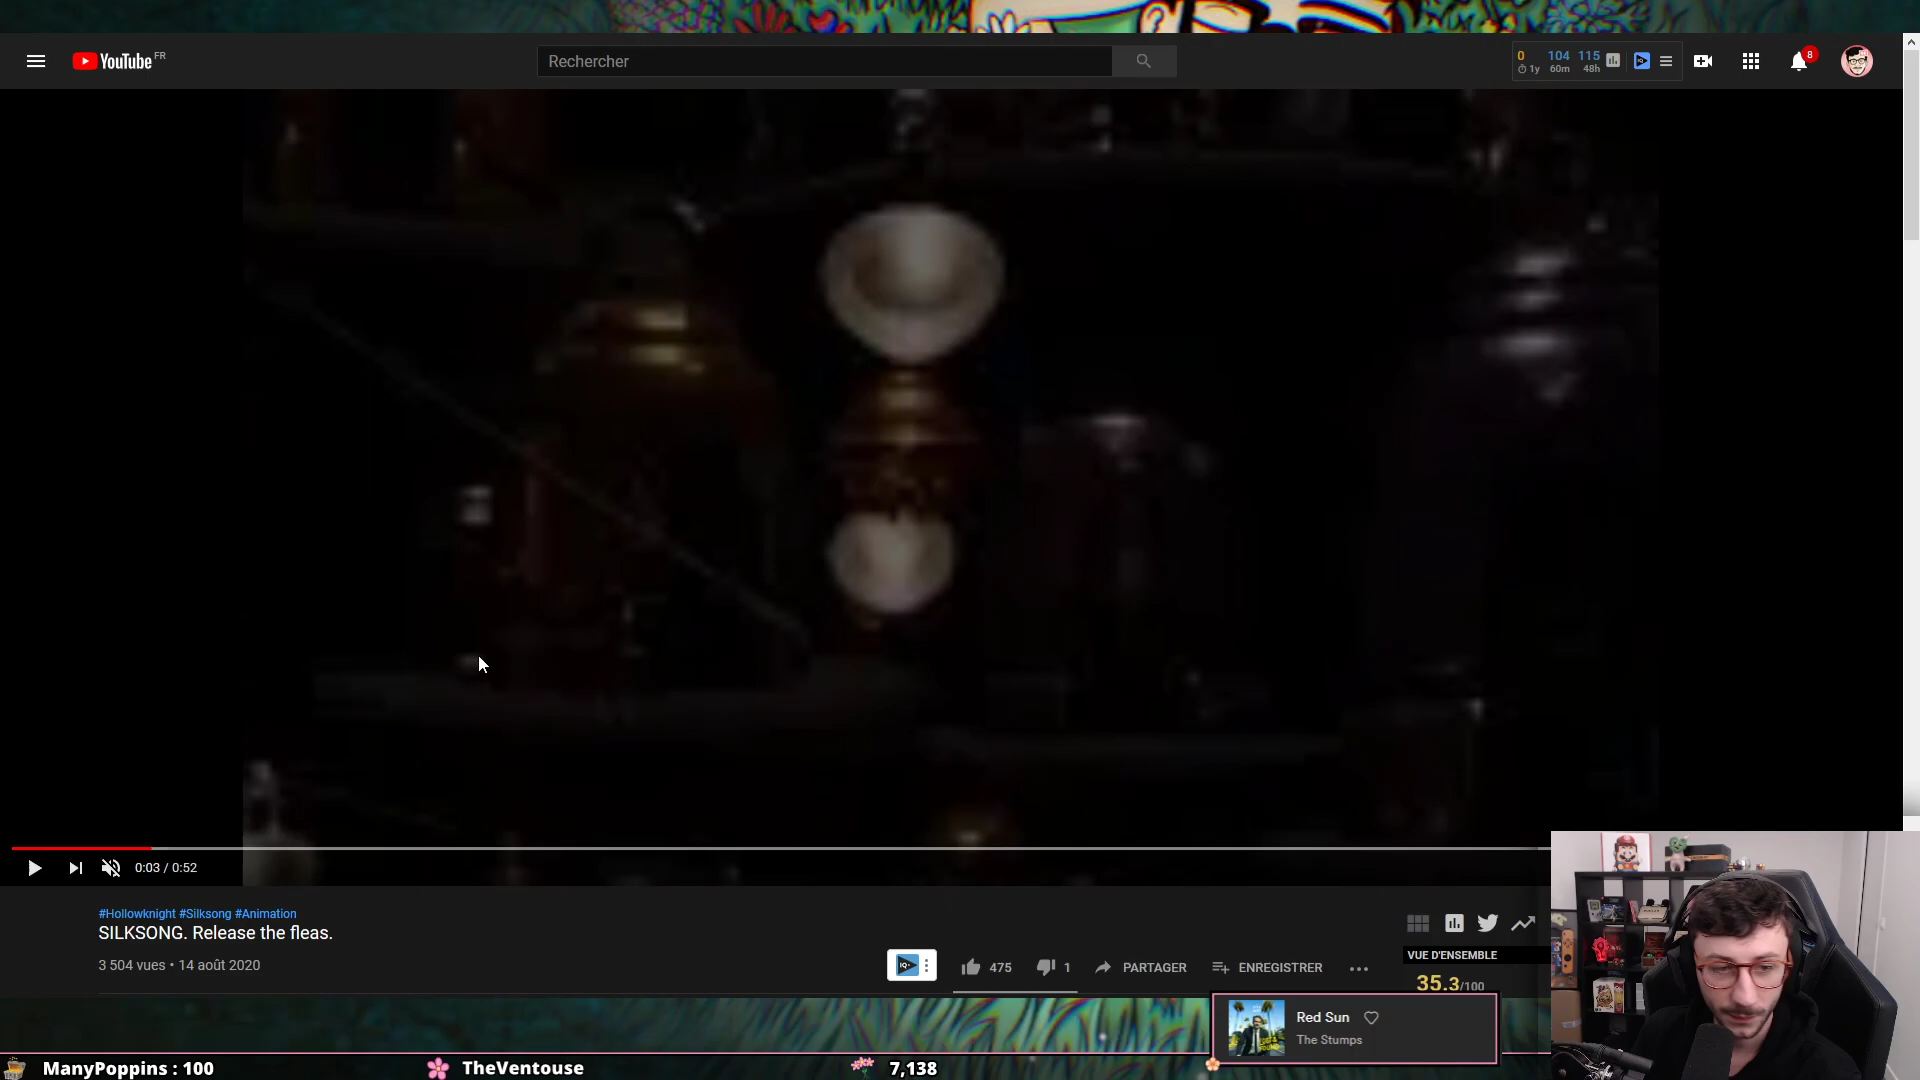 YouTube FR
Rechercher
0 104 115
1y 60m 48h
8
0:03 / 0:52
#Hollowknight #Silksong #Animation
SILKSONG. Release the fleas.
3 504 vues • 14 août 2020
IQ
475
1
PARTAGER
ENREGISTRER
VUE D'ENSEMBLE
35.3/100
Red Sun
The Stumps
ManyPoppins : 100
TheVentouse
7,138